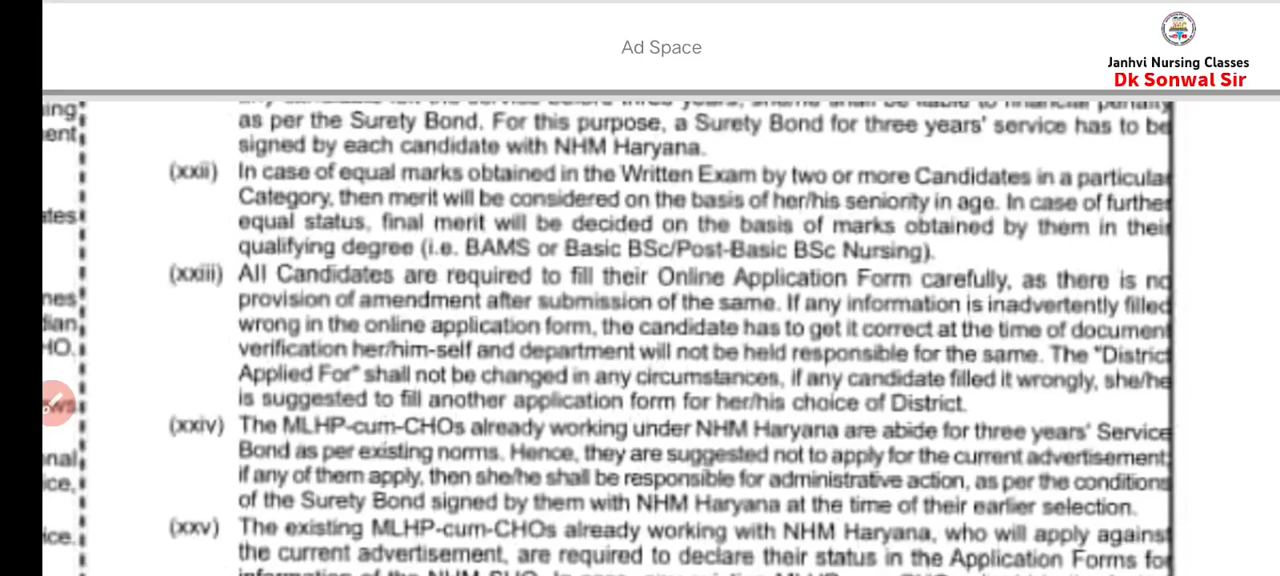 Ad Space
Janhvi Nursing Classes
Dk Sonwal Sir
as per the Surety Bond. For this purpose, a Surety Bond for three years' service has to be
signed by each candidate with NHM Haryana.
(xxii) In case of equal marks obtained in the Written Exam by two or more Candidates in a particular
Category, then merit will be considered on the basis of her/his seniority in age. In case of further
equal status, final merit will be decided on the basis of marks obtained by them in their
qualifying degree (i.e. BAMS or Basic BSc/Post-Basic BSc Nursing).
(xxiii) All Candidates are required to fill their Online Application Form carefully, as there is no
provision of amendment after submission of the same. If any information is inadvertently filled
wrong in the online application form, the candidate has to get it correct at the time of document
verification her/him-self and department will not be held responsible for the same. The "District
Applied For" shall not be changed in any circumstances, if any candidate filled it wrongly, she/he
is suggested to fill another application form for her/his choice of District.
(xxiv) The MLHP-cum-CHOs already working under NHM Haryana are abide for three years' Service
Bond as per existing norms. Hence, they are suggested not to apply for the current advertisement;
if any of them apply, then she/he shall be responsible for administrative action, as per the conditions
of the Surety Bond signed by them with NHM Haryana at the time of their earlier selection.
(xxv) The existing MLHP-cum-CHOs already working with NHM Haryana, who will apply against
the current advertisement, are required to declare their status in the Application Forms for